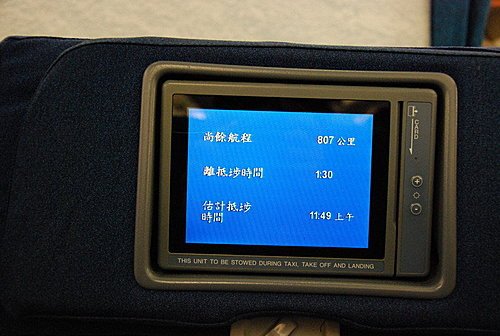 尚餘航程 807 公里
離抵埗時間 1:30
估計抵埗
時間 11:49 上午
CARD
THIS UNIT TO BE STOWED DURING TAXI, TAKE OFF AND LANDING